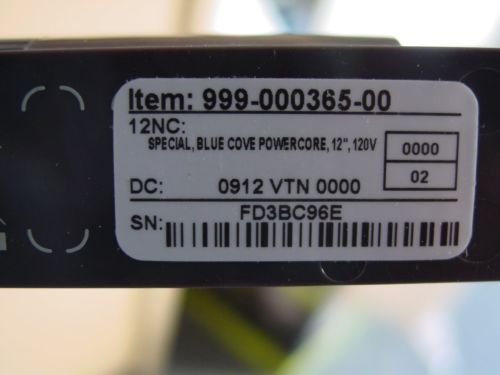 Item: 999-000365-00
12NC:
SPECIAL, BLUE COVE POWERCORE, 12", 120V
0000
02
DC: 0912 VTN 0000
SN: FD3BC96E